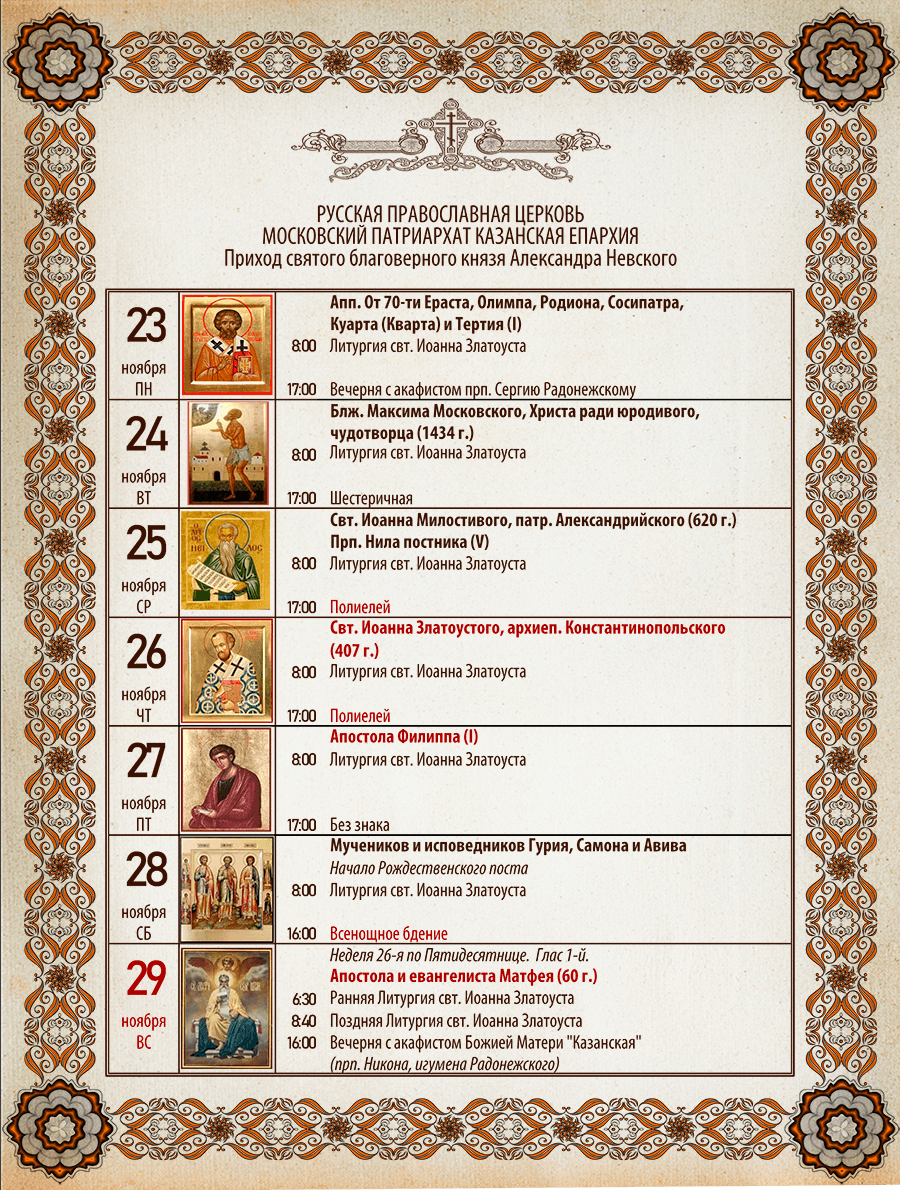 РУССКАЯ ПРАВОСЛАВНАЯ ЦЕРКОВЬ
МОСКОВСКИЙ ПАТРИАРХАТ КАЗАНСКАЯ ЕПАРХИЯ
Приход святого благоверного князя Александра Невского
23
ноября
ПН
Апп. От 70-ти Ераста, Олимпа, Родиона, Сосипатра,
Куарта (Кварта) и Тертия (I)
8:00 Литургия свт. Иоанна Златоуста
17:00 Вечерня с акафистом прп. Сергию Радонежскому
24
ноября
ВТ
Блж. Максима Московского, Христа ради юродивого,
чудотворца (1434 г.)
8:00 Литургия свт. Иоанна Златоуста
17:00 Шестеричная
25
ноября
СР
Свт. Иоанна Милостивого, патр. Александрийского (620 г.)
Прп. Нила постника (V)
8:00 Литургия свт. Иоанна Златоуста
17:00 Полиелей
26
ноября
ЧТ
Свт. Иоанна Златоустого, архиеп. Константинопольского
(407 г.)
8:00 Литургия свт. Иоанна Златоуста
17:00 Полиелей
27
ноября
ПТ
Апостола Филиппа (I)
8:00 Литургия свт. Иоанна Златоуста
17:00 Без знака
28
ноября
СБ
Мучеников и исповедников Гурия, Самона и Авива
Начало Рождественского поста
8:00 Литургия свт. Иоанна Златоуста
16:00 Всенощное бдение
29
ноября
ВС
Неделя 26-я по Пятидесятнице. Глас 1-й.
Апостола и евангелиста Матфея (60 г.)
6:30 Ранняя Литургия свт. Иоанна Златоуста
8:40 Поздняя Литургия свт. Иоанна Златоуста
16:00 Вечерня с акафистом Божией Матери "Казанская"
(прп. Никона, игумена Радонежского)